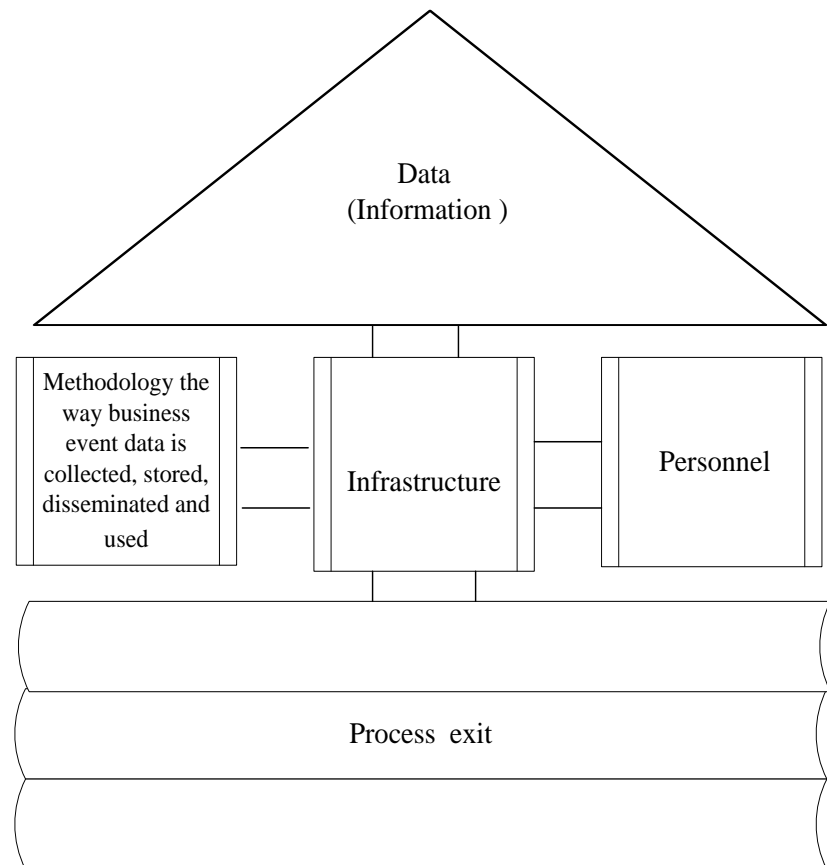 Data
(Information )
Methodology the
way business
event data is
collected, stored,
disseminated and
used
Infrastructure
Personnel
Process exit